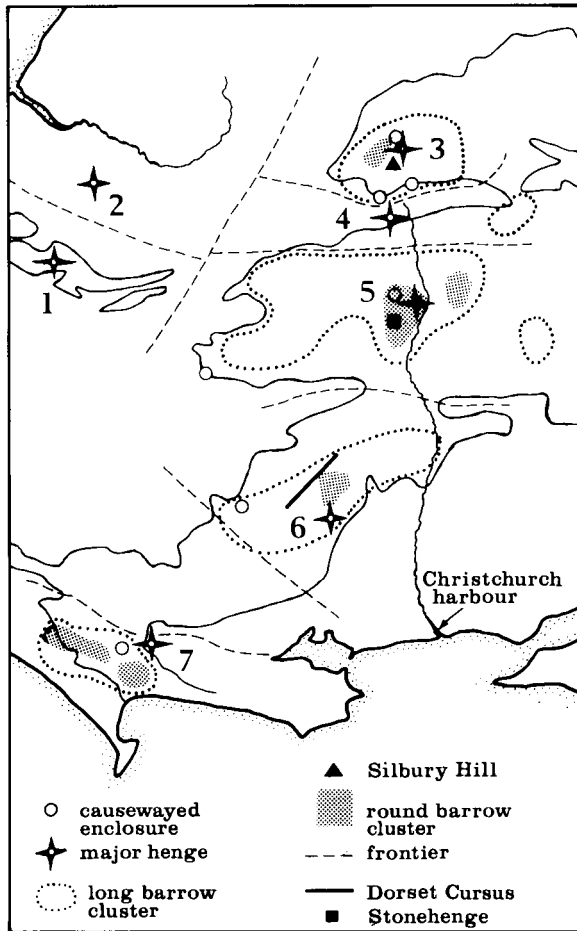 3
2
4
1
5
6
Christchurch
harbour
7
Silbury Hill
causewayed
enclosure
round barrow
cluster
major henge
frontier
long barrow
cluster
Dorset Cursus
Stonehenge